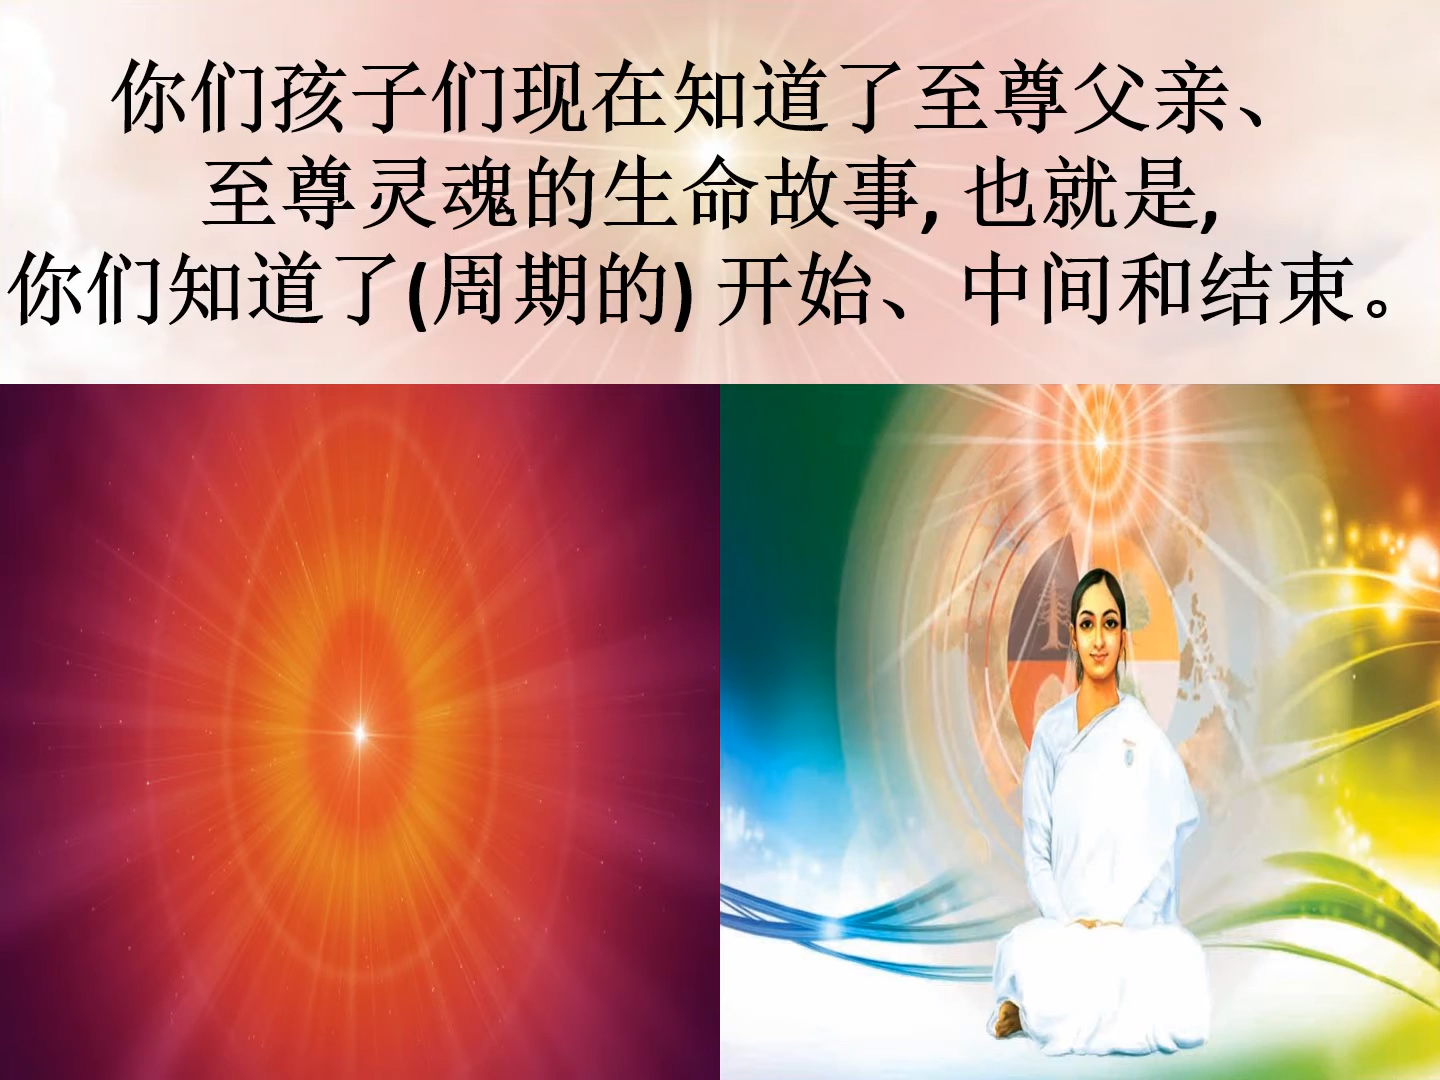 你们孩子们现在知道了至尊父亲、
至尊灵魂的生命故事, 也就是,
你们知道了(周期的) 开始、中间和结束。